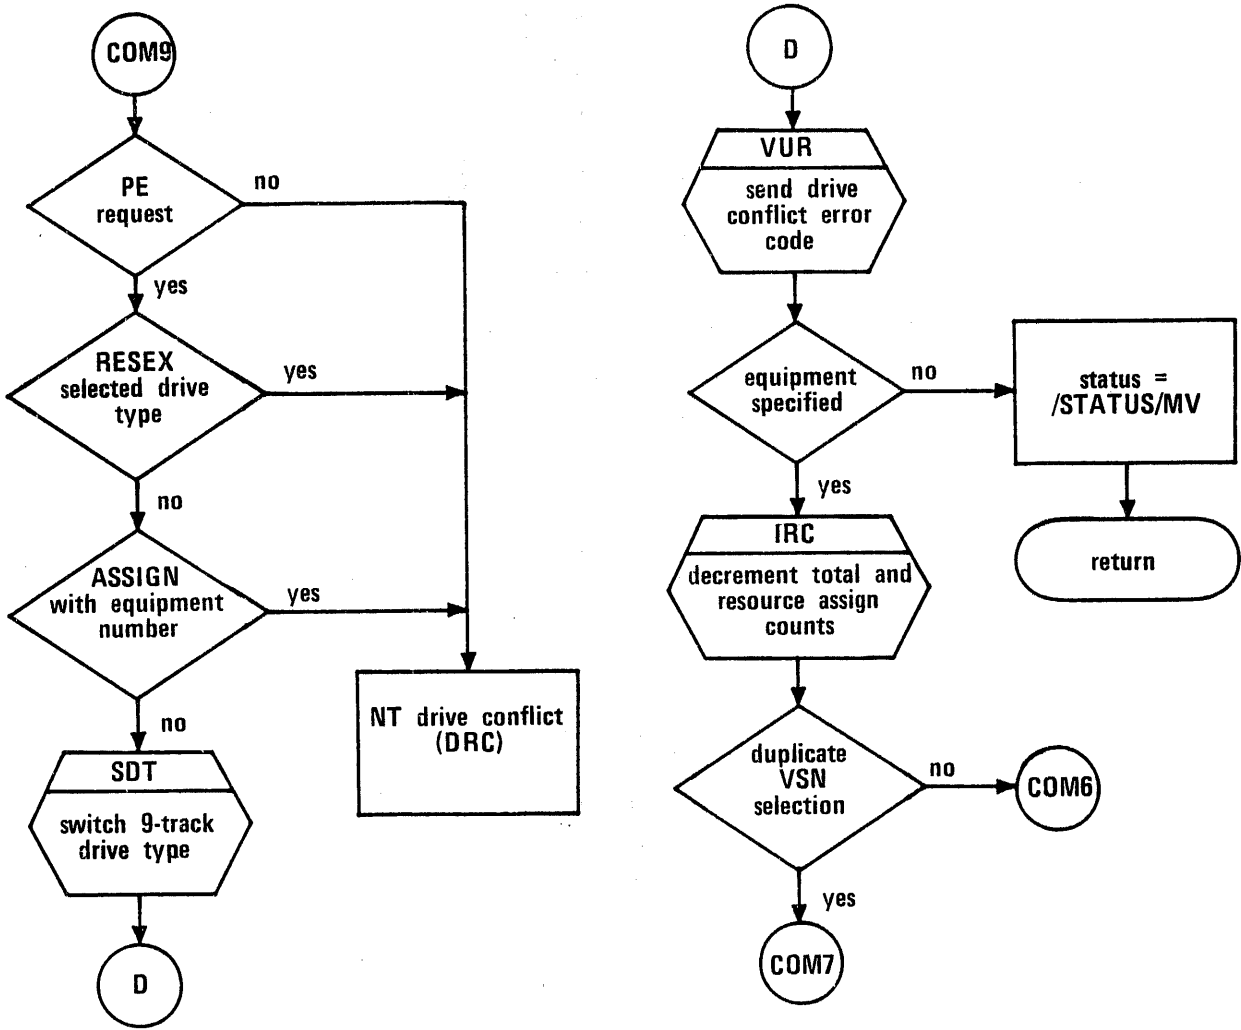 COM9
PE
request
no
yes
RESEX
selected drive
type
yes
no
ASSIGN
with equipment
number
yes
no
NT drive conflict
(DRC)
SDT
switch 9-track
drive type
D
D
VUR
send drive
conflict error
code
equipment
specified
no
status =
/STATUS/MV
return
yes
IRC
decrement total and
resource assign
counts
duplicate
VSN
selection
no
COM6
yes
COM7